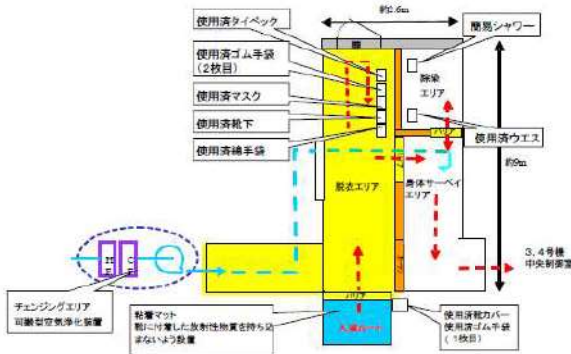 約2.6m
使用済タイベック
簡易シャワー
使用済ゴム手袋
(2枚目)
除染
エリア
使用済マスク
使用済靴下
バリア
使用済ウエス
使用済綿手袋
約9m
脱衣エリア
身体サーベイ
エリア
3,4号機
中央制御室
チェンジングエリア
可搬型空気浄化装置
粘着マット
靴に付着した放射性物質を持ち込
まないよう設置
バリア
使用済靴カバー
使用済ゴム手袋
(1枚目)